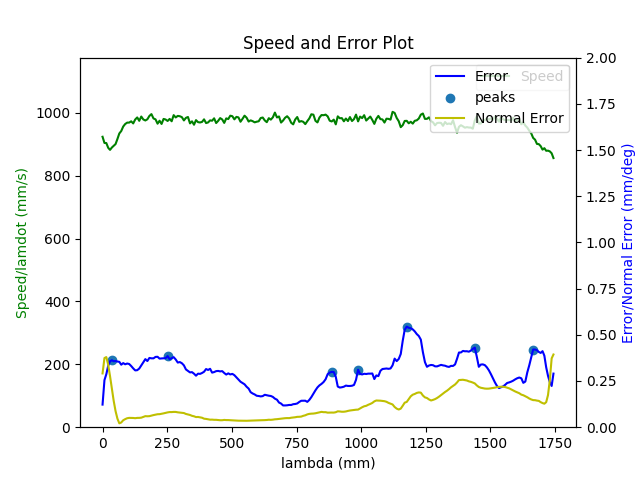 Speed and Error Plot
Error
Speed
peaks
Normal Error
1000
800
600
400
200
0
Speed/lamdot (mm/s)
2.00
1.75
1.50
1.25
1.00
0.75
0.50
0.25
0.00
Error/Normal Error (mm/deg)
0 250 500 750 1000 1250 1500 1750
lambda (mm)